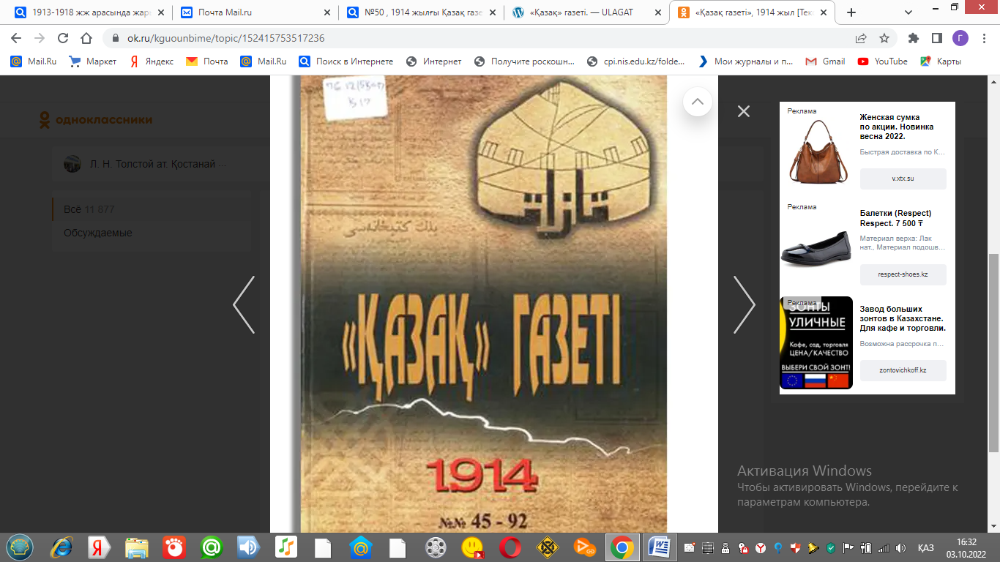 1913-1918 жж арасында жары
Почта Mail.ru
№50 , 1914 жылғы Қазақ газе
«Қазақ» газеті. — ULAGAT
«Қазақ газеті», 1914 жыл [Тек
ok.ru/kguounbime/topic/152415753517236
Г
Mail.Ru
Маркет
Яндекс
Почта
Mail.Ru
Поиск в Интернете
Интернет
Получите роскошн...
cpi.nis.edu.kz/folde...
Мои журналы и п...
Gmail
YouTube
Карты
одноклассники
Л. Н. Толстой ат. Қостанай ...
Всё 11 877
Обсуждаемые
قازاق
«ҚАЗАҚ» ГАЗЕТІ
1914
№№ 45 - 92
Реклама
Женская сумка
по акции. Новинка
весна 2022.
Быстрая доставка по К...
v.xtx.su
Реклама
Балетки (Respect)
Respect. 7 500 ₸
Материал верха: Лак
нат., Материал подошв...
respect-shoes.kz
Реклама
ЗОНТЫ
УЛИЧНЫЕ
Кафе, сад, торговля
ЦЕНА/КАЧЕСТВО
ВЫБЕРИ СВОЙ ЗОНТ!
Завод больших
зонтов в Казахстане.
Для кафе и торговли.
Возможна рассрочка п...
zontovichkoff.kz
Активация Windows
Чтобы активировать Windows, перейдите к
параметрам компьютера.
ҚАЗ
16:32
03.10.2022